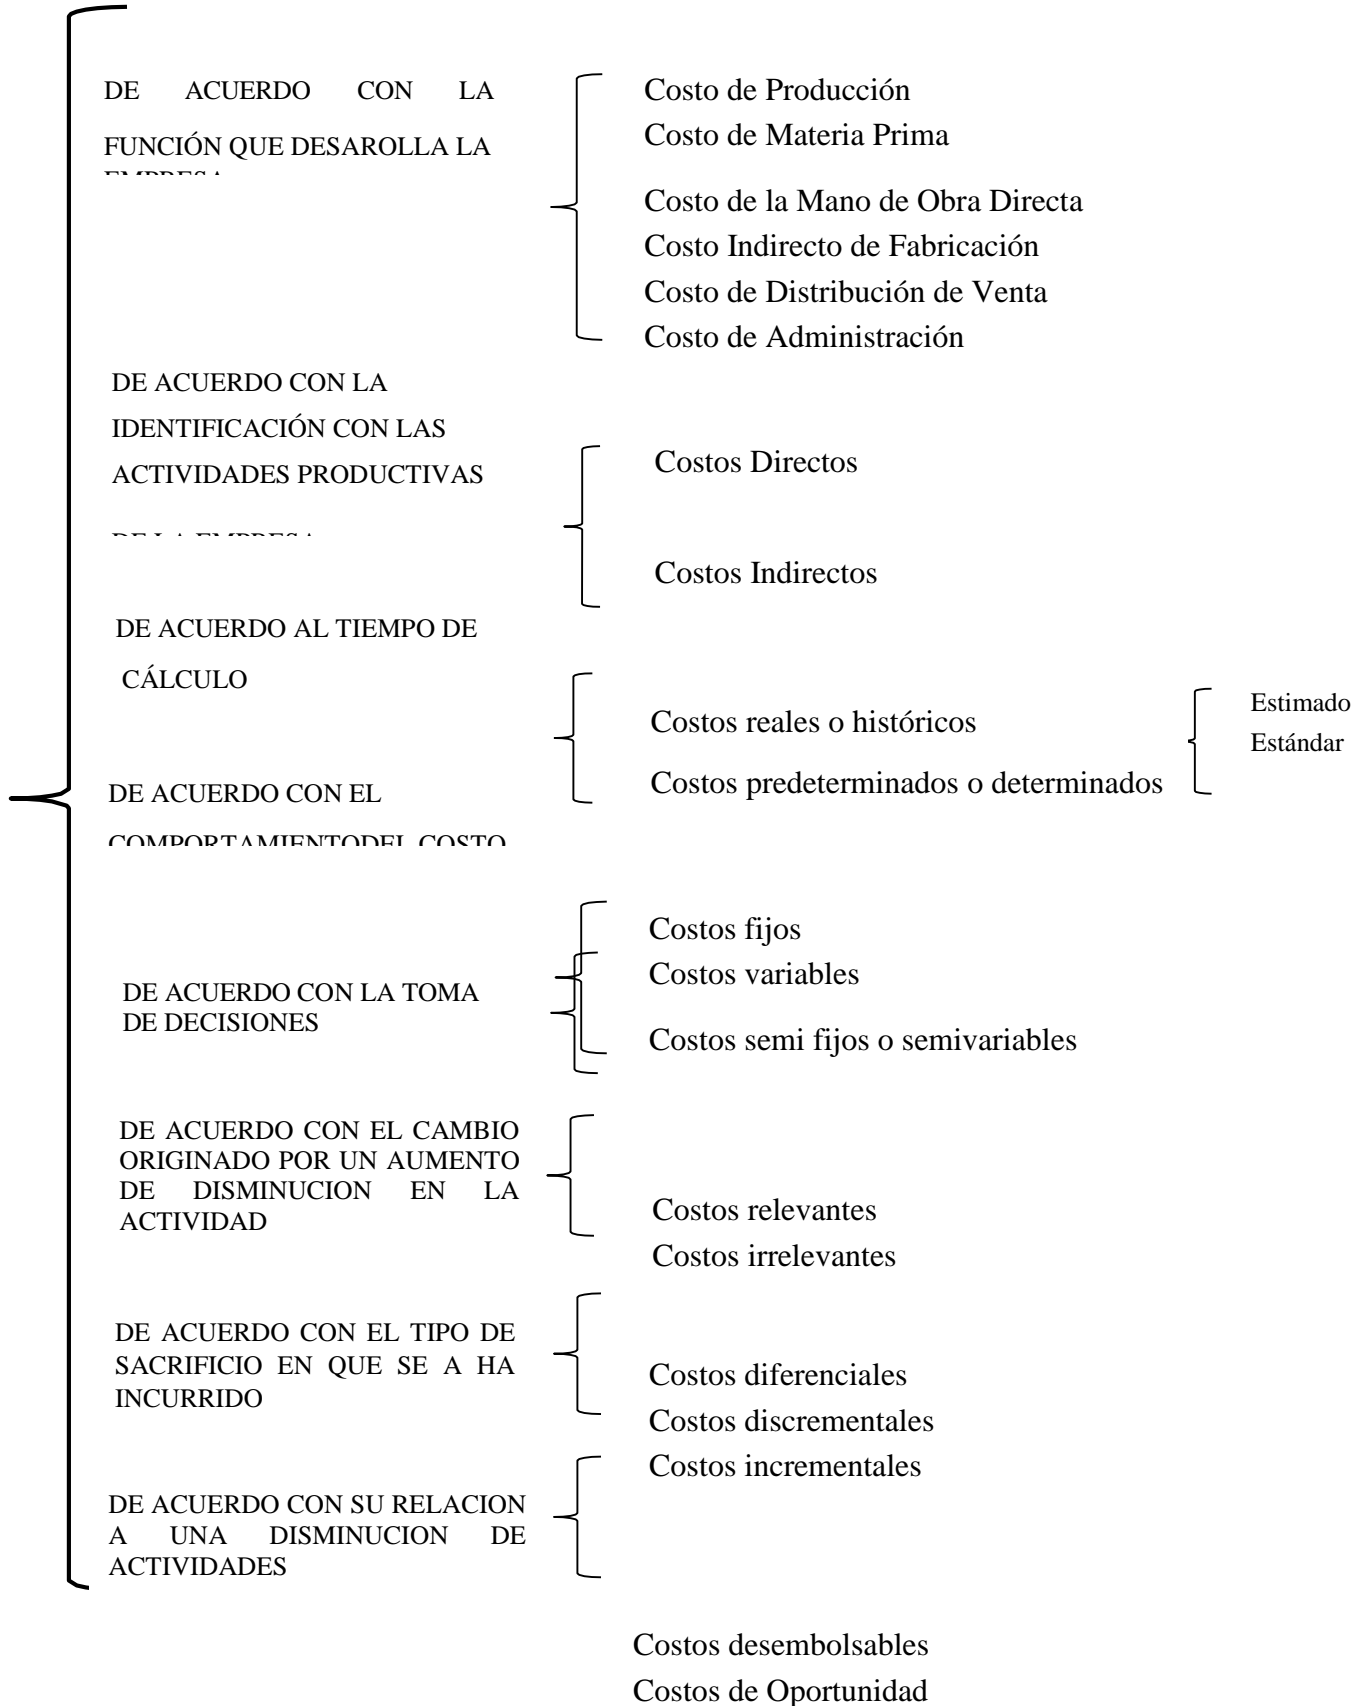 DE ACUERDO CON LA
FUNCIÓN QUE DESAROLLA LA
EMPRESA
Costo de Producción
Costo de Materia Prima
Costo de la Mano de Obra Directa
Costo Indirecto de Fabricación
Costo de Distribución de Venta
Costo de Administración
DE ACUERDO CON LA
IDENTIFICACIÓN CON LAS
ACTIVIDADES PRODUCTIVAS
DE LA EMPRESA
Costos Directos
Costos Indirectos
DE ACUERDO AL TIEMPO DE
CÁLCULO
Costos reales o históricos
Costos predeterminados o determinados
Estimado
Estándar
DE ACUERDO CON EL
COMPORTAMIENTODEL COSTO
Costos fijos
Costos variables
Costos semi fijos o semivariables
DE ACUERDO CON LA TOMA
DE DECISIONES
DE ACUERDO CON EL CAMBIO
ORIGINADO POR UN AUMENTO
DE DISMINUCION EN LA
ACTIVIDAD
Costos relevantes
Costos irrelevantes
DE ACUERDO CON EL TIPO DE
SACRIFICIO EN QUE SE A HA
INCURRIDO
Costos diferenciales
Costos discrementales
Costos incrementales
DE ACUERDO CON SU RELACION
A UNA DISMINUCION DE
ACTIVIDADES
Costos desembolsables
Costos de Oportunidad